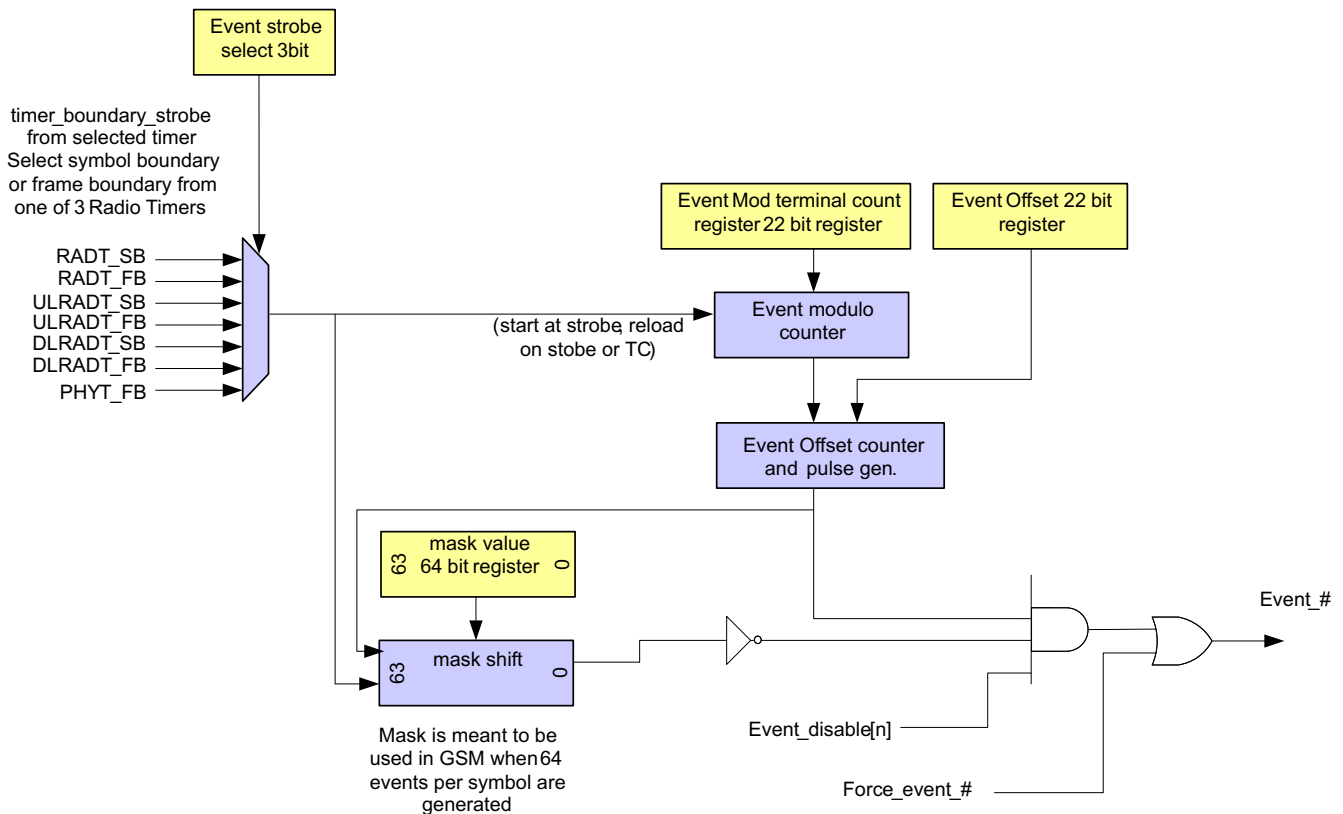 Event strobe
select 3bit
timer_boundary_strobe
from selected timer
Select symbol boundary
or frame boundary from
one of 3 Radio Timers
RADT_SB
RADT_FB
ULRADT_SB
ULRADT_FB
DLRADT_SB
DLRADT_FB
PHYT_FB
Event Mod terminal count
register 22 bit register
Event Offset 22 bit
register
(start at strobe, reload
on stobe or TC)
Event modulo
counter
Event Offset counter
and pulse gen.
63
mask value
64 bit register
0
63
mask shift
0
Mask is meant to be
used in GSM when 64
events per symbol are
generated
Event_disable[n]
Force_event_#
Event_#